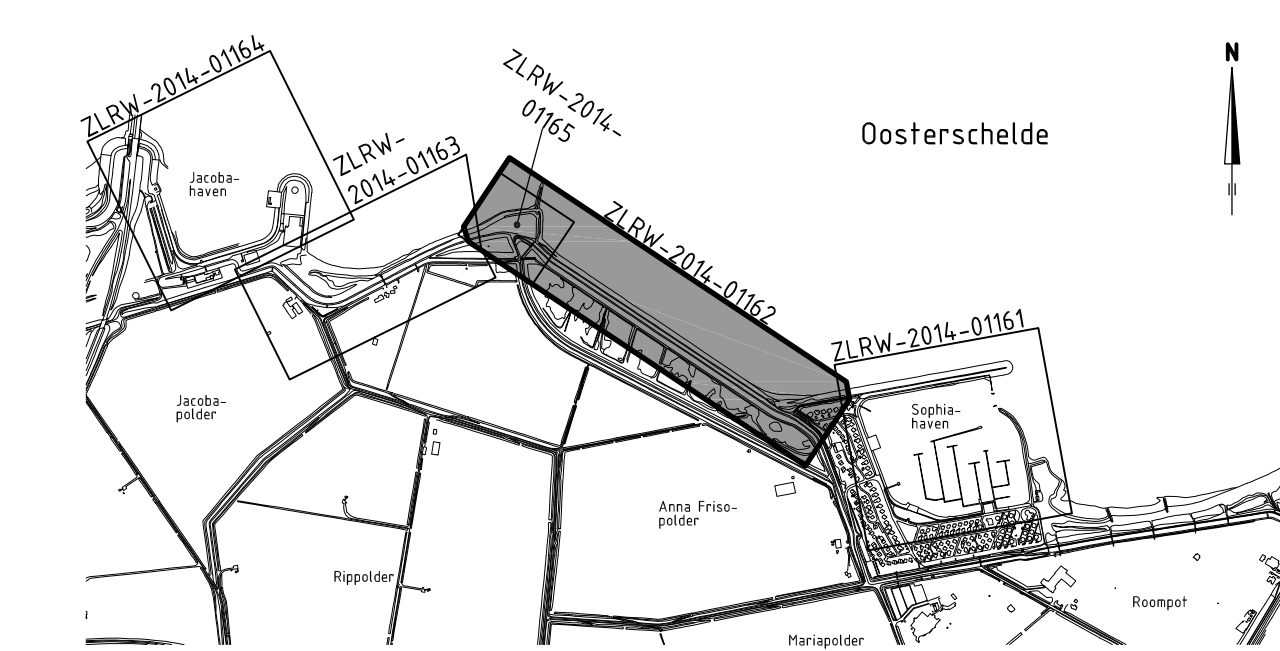 N
ZLRW-2014-01164
ZLRW-2014-
01165
Oosterschelde
ZLRW-
2014-01163
Jacoba-
haven
ZLRW-2014-01162
ZLRW-2014-01161
Jacoba-
polder
Sophia-
haven
Anna Friso-
polder
Rippolder
Roompot
Mariapolder